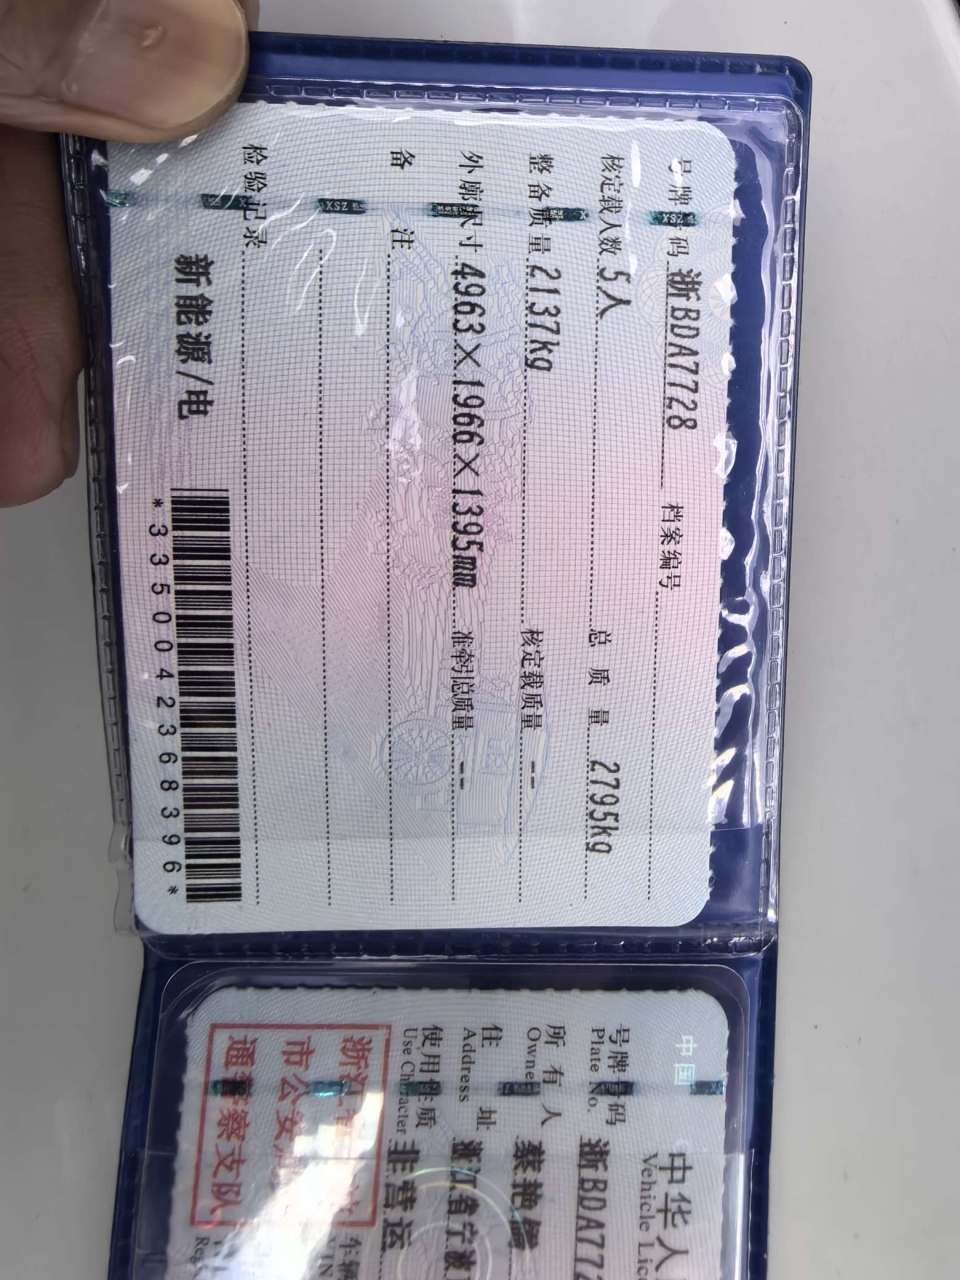 号牌号码 浙BDA7728 档案编号
核定载人数 5人 总质量 2795kg
整备质量 2137kg 核定载质量 --
外廓尺寸 4963×1966×1395mm 准牵引总质量 --
备注
检验记录
新能源/电
*3350042368396*
中国
中华人
Vehicle Lic
号牌号码 浙BDA772
Plate No.
所有人
Owner
住址 浙江省宁波
Address
使用性质 非营运
Use Character
浙江省
市公安局
通警察支队